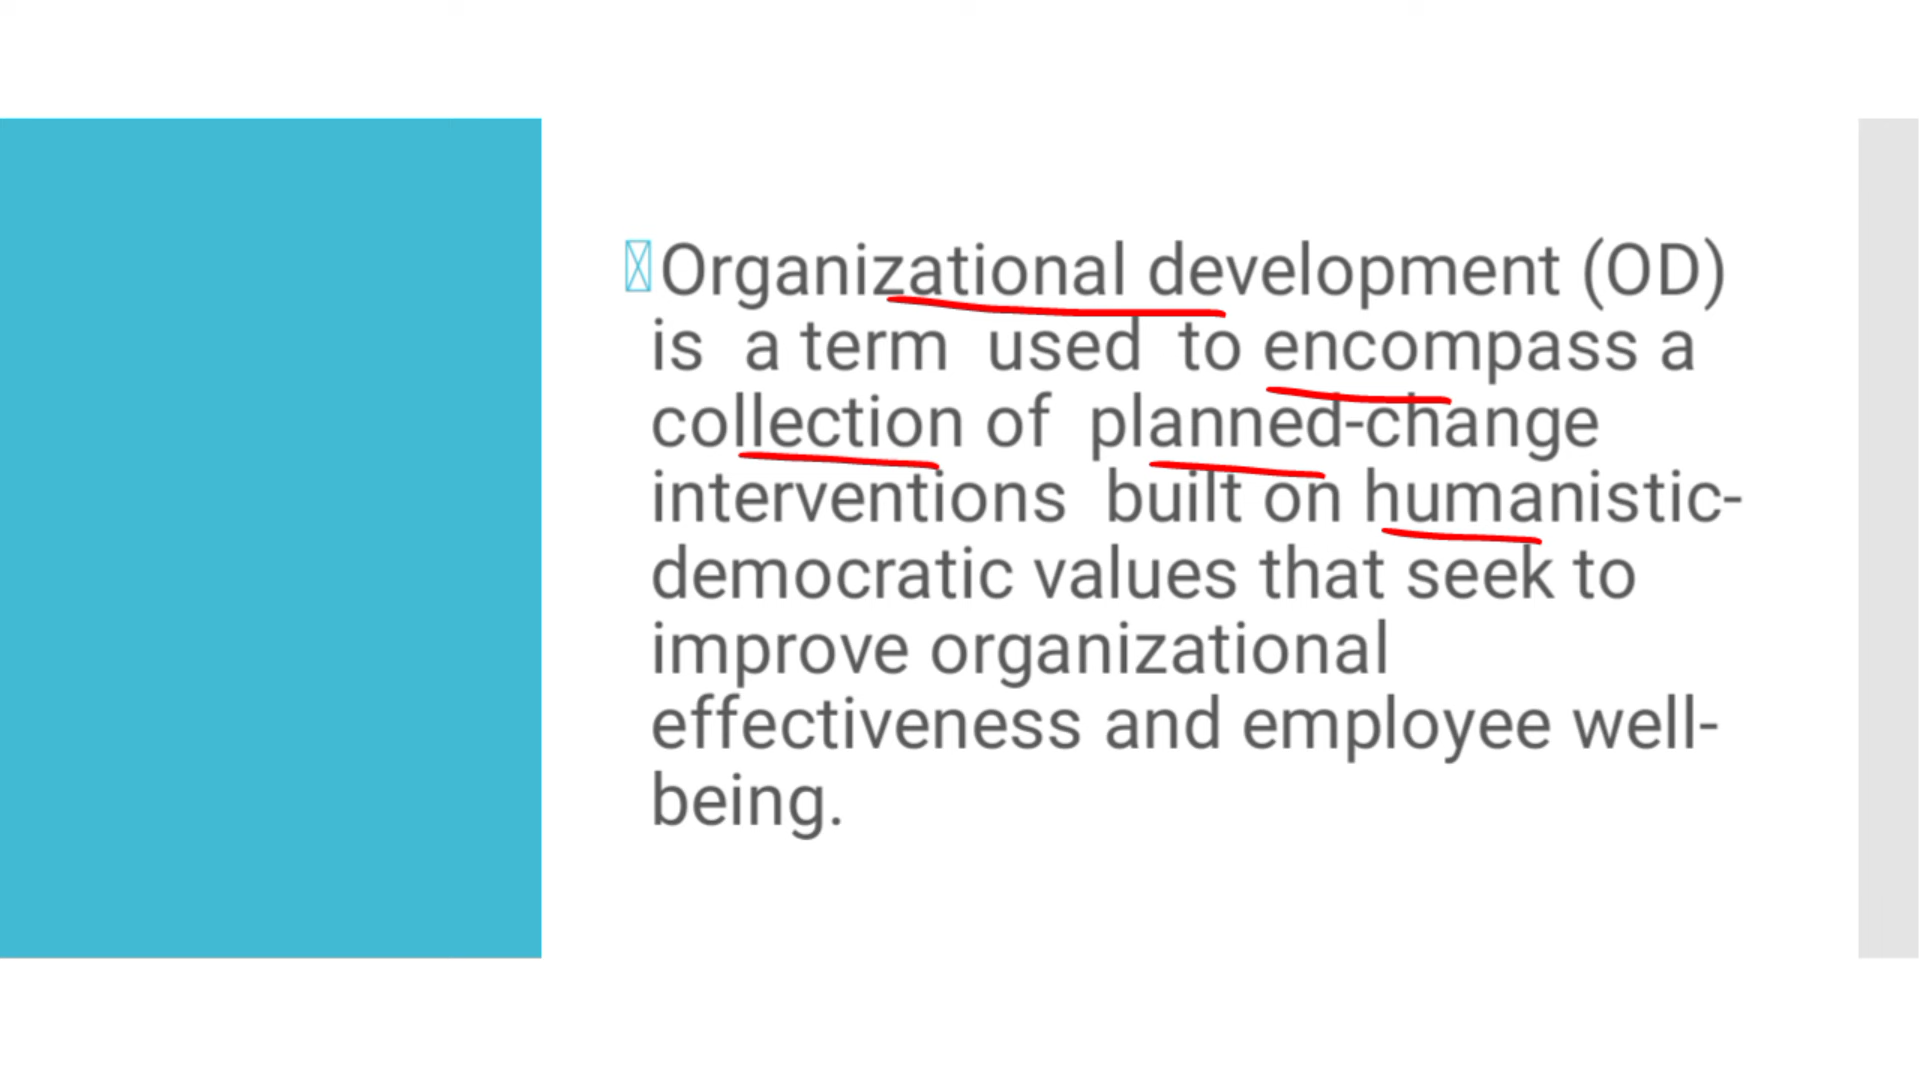 Organizational development (OD)
is a term used to encompass a
collection of planned-change
interventions built on humanistic-
democratic values that seek to
improve organizational
effectiveness and employee well-
being.